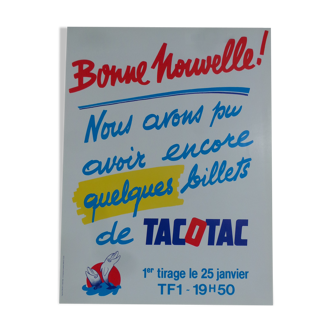 Bonne Nouvelle!
Nous avons pu
avoir encore
quelques billets
de TACOTAC
1er tirage le 25 janvier
TF1 - 19H50